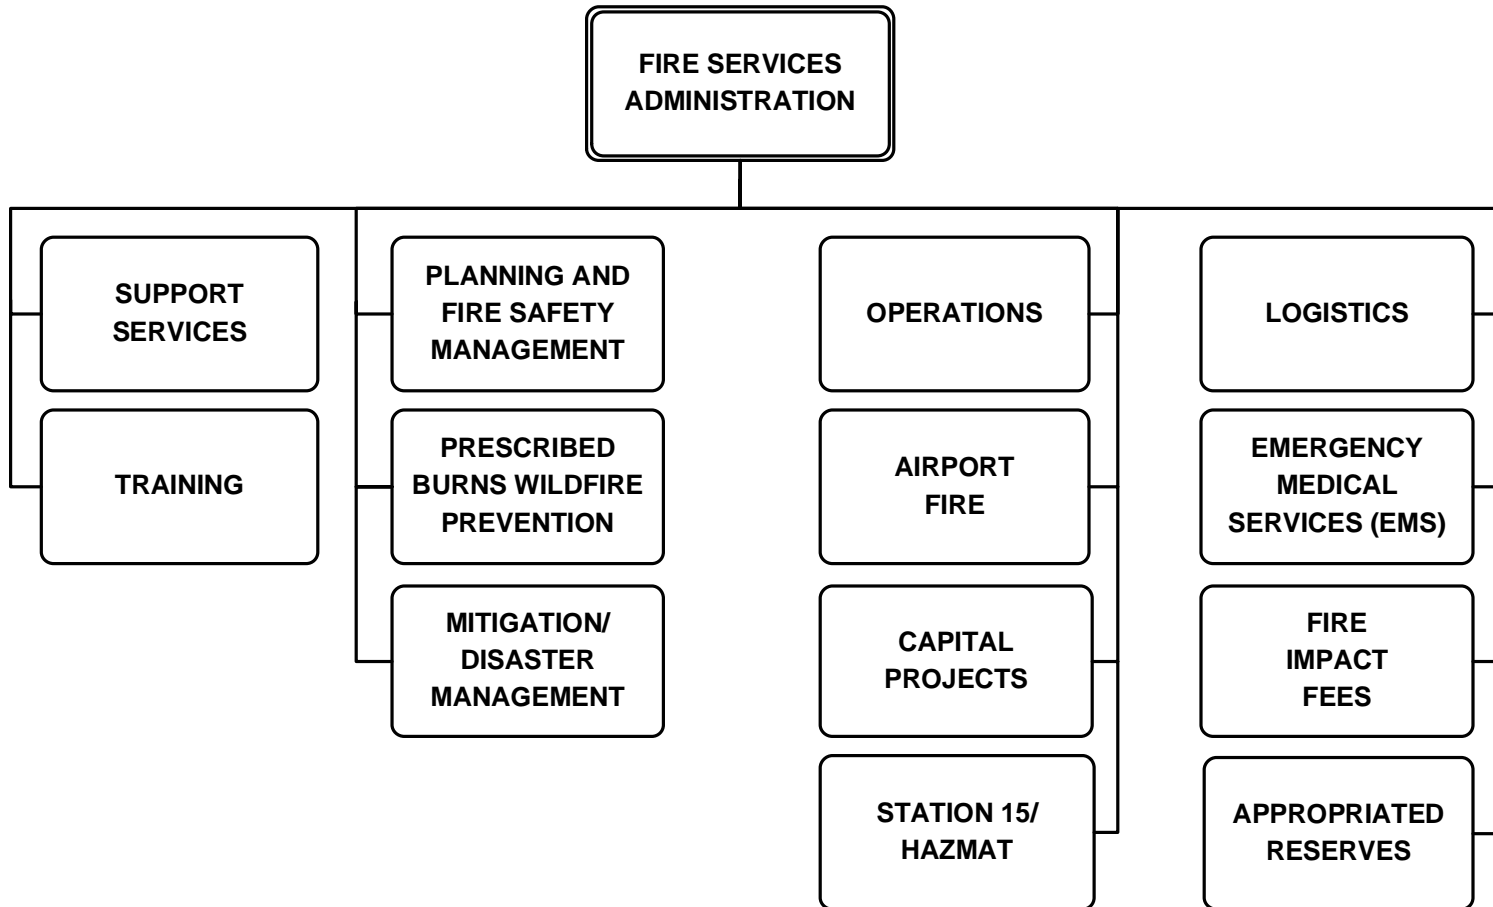 FIRE SERVICES
ADMINISTRATION
SUPPORT
SERVICES
TRAINING
PLANNING AND
FIRE SAFETY
MANAGEMENT
PRESCRIBED
BURNS WILDFIRE
PREVENTION
MITIGATION/
DISASTER
MANAGEMENT
OPERATIONS
AIRPORT
FIRE
CAPITAL
PROJECTS
STATION 15/
HAZMAT
LOGISTICS
EMERGENCY
MEDICAL
SERVICES (EMS)
FIRE
IMPACT
FEES
APPROPRIATED
RESERVES